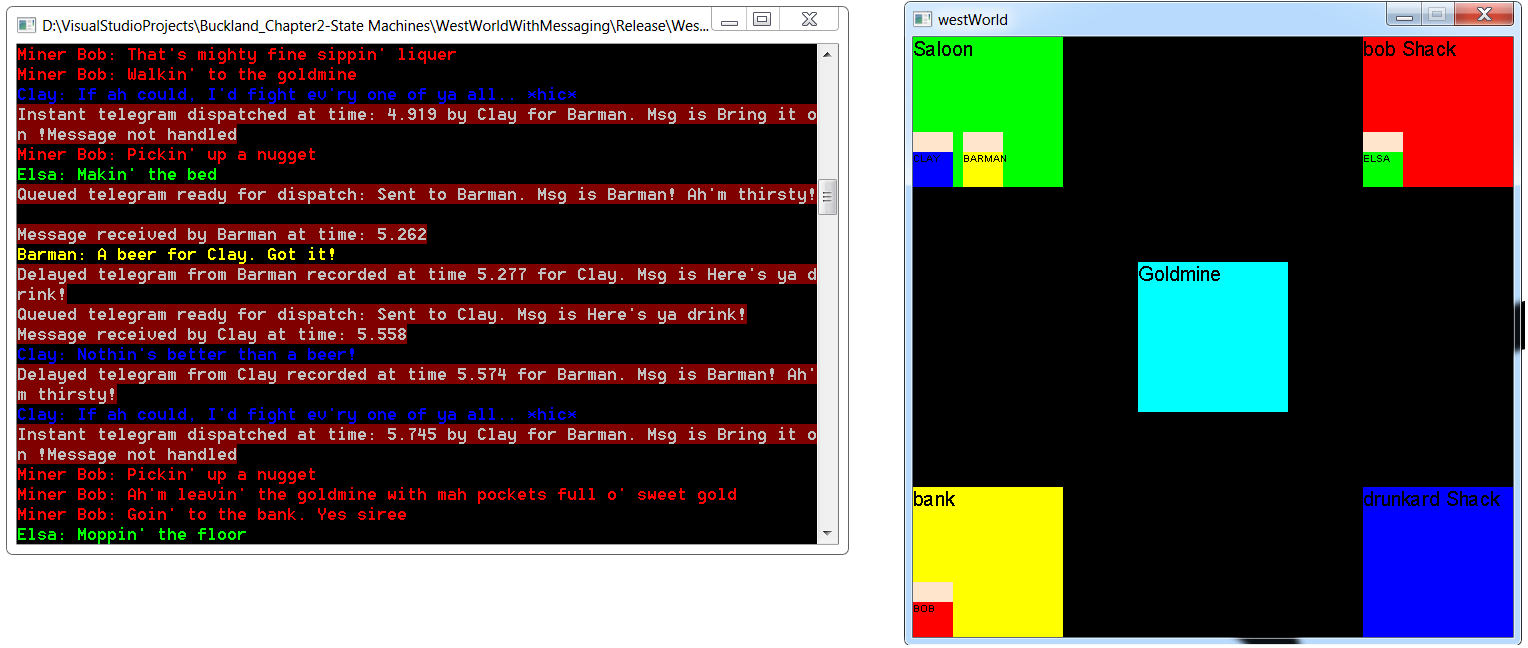 D:\VisualStudioProjects\Buckland_Chapter2-State Machines\WestWorldWithMessaging\Release\Wes...
Miner Bob: That's mighty fine sippin' liquer
Miner Bob: Walkin' to the goldmine
Clay: If ah could, I'd fight ev'ry one of ya all.. *hic*
Instant telegram dispatched at time: 4.919 by Clay for Barman. Msg is Bring it o
n !Message not handled
Miner Bob: Pickin' up a nugget
Elsa: Makin' the bed
Queued telegram ready for dispatch: Sent to Barman. Msg is Barman! Ah'm thirsty!
Message received by Barman at time: 5.262
Barman: A beer for Clay. Got it!
Delayed telegram from Barman recorded at time 5.277 for Clay. Msg is Here's ya d
rink!
Queued telegram ready for dispatch: Sent to Clay. Msg is Here's ya drink!
Message received by Clay at time: 5.558
Clay: Nothin's better than a beer!
Delayed telegram from Clay recorded at time 5.574 for Barman. Msg is Barman! Ah'
m thirsty!
Clay: If ah could, I'd fight ev'ry one of ya all.. *hic*
Instant telegram dispatched at time: 5.745 by Clay for Barman. Msg is Bring it o
n !Message not handled
Miner Bob: Pickin' up a nugget
Miner Bob: Ah'm leavin' the goldmine with mah pockets full o' sweet gold
Miner Bob: Goin' to the bank. Yes siree
Elsa: Moppin' the floor
westWorld
Saloon
bob Shack
CLAY
BARMAN
ELSA
Goldmine
bank
drunkard Shack
BOB